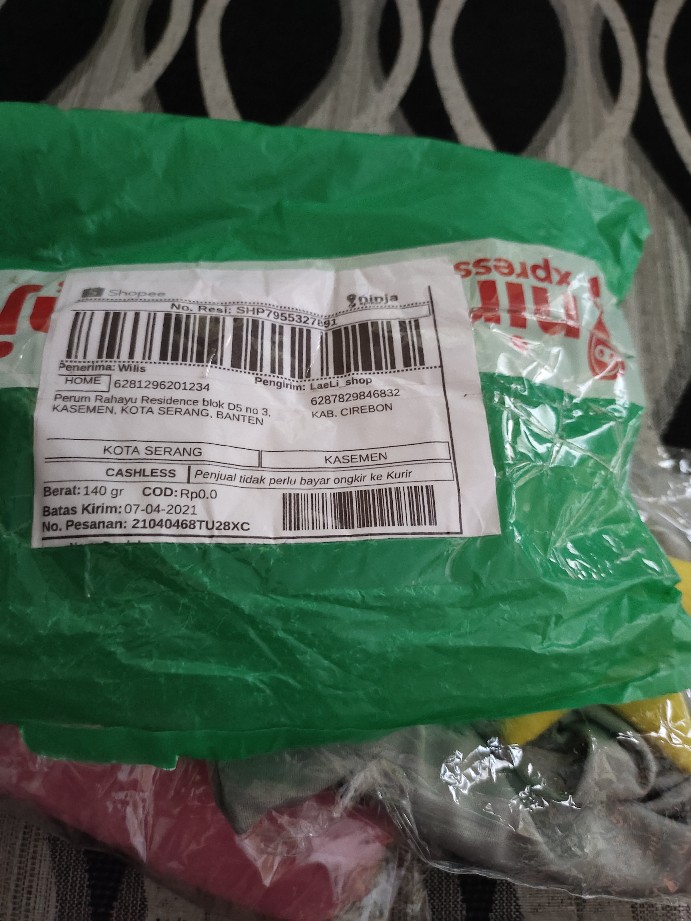 Shopee
Ninja
No. Resi: SHP7955327891
Penerima: Wilis
Pengirim: LaeLi_shop
HOME 6281296201234
6287829846832
Perum Rahayu Residence blok D5 no 3,
KASEMEN, KOTA SERANG, BANTEN
KAB. CIREBON
KOTA SERANG
KASEMEN
CASHLESS
Penjual tidak perlu bayar ongkir ke Kurir
Berat: 140 gr COD: Rp0.0
Batas Kirim: 07-04-2021
No. Pesanan: 21040468TU28XC
xpress